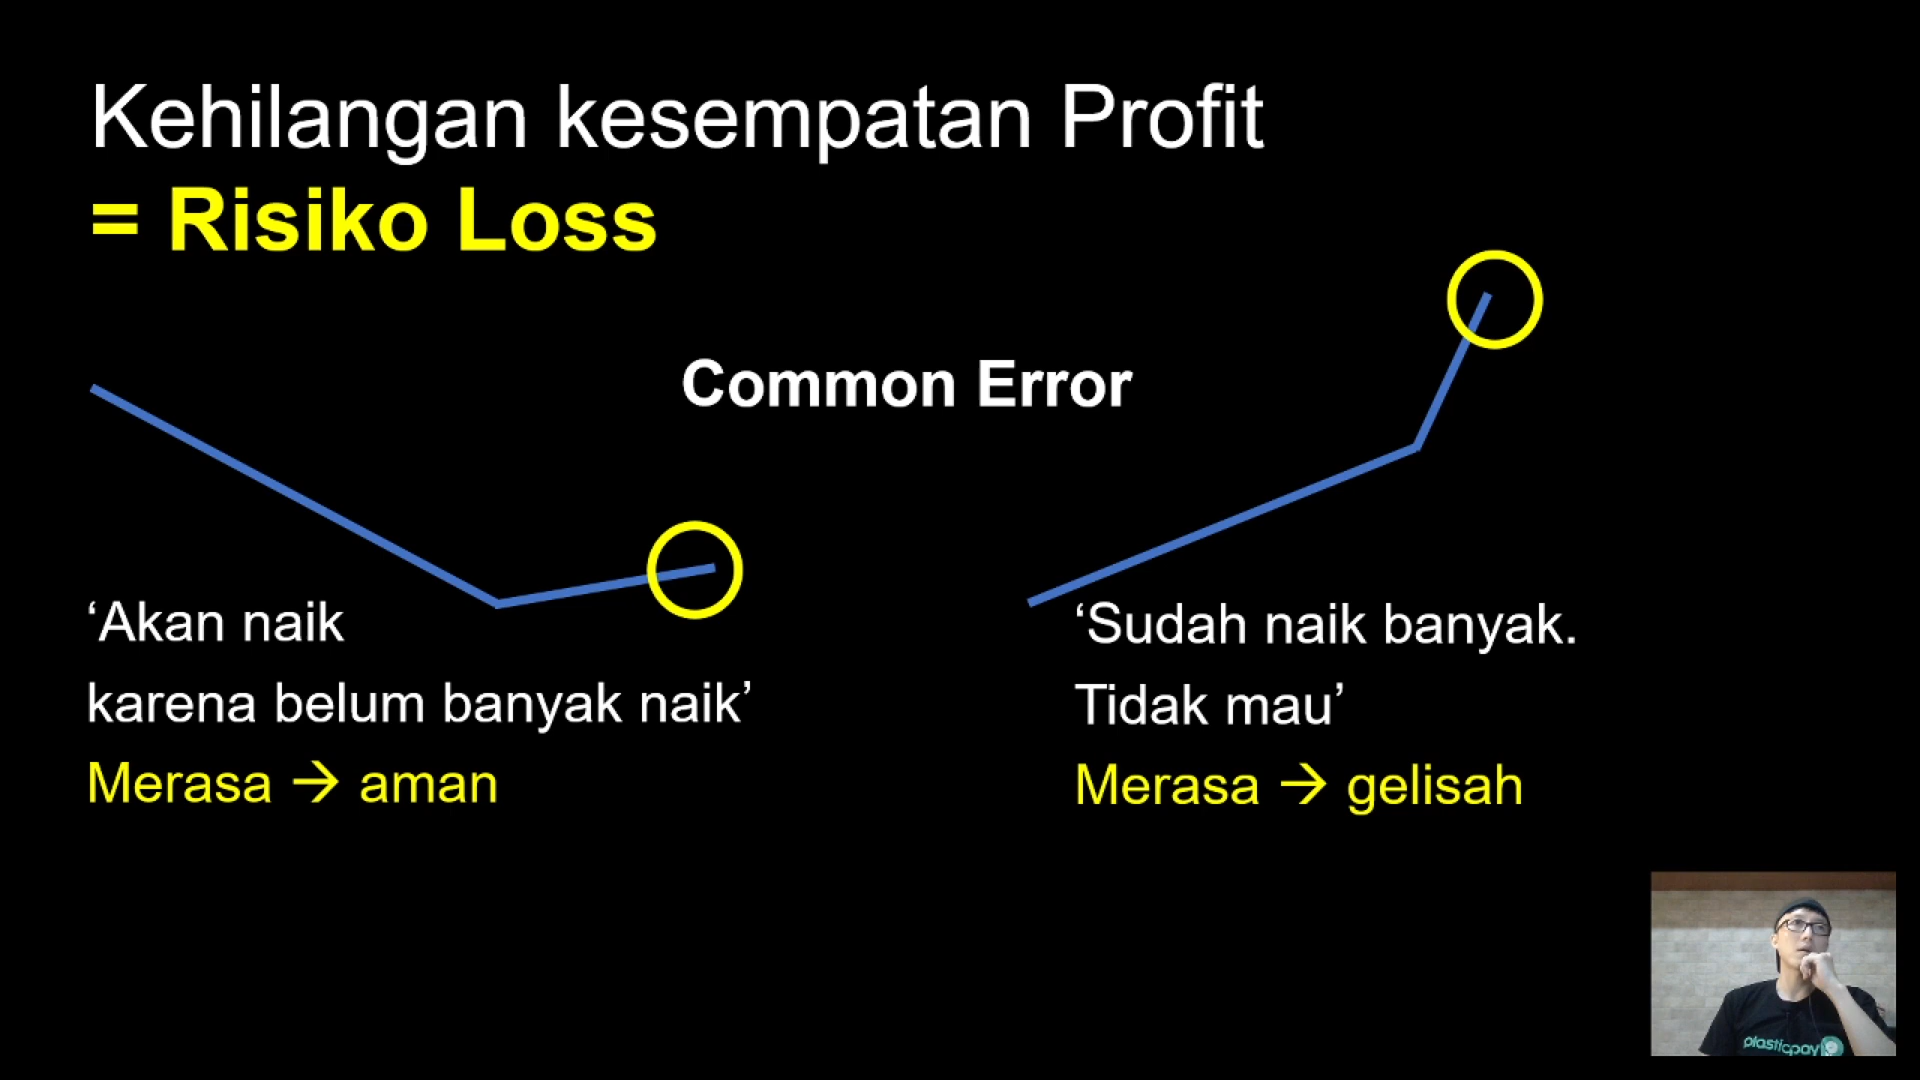 Kehilangan kesempatan Profit
= Risiko Loss
Common Error
‘Akan naik
karena belum banyak naik’
Merasa → aman
‘Sudah naik banyak.
Tidak mau’
Merasa → gelisah
plasticpay